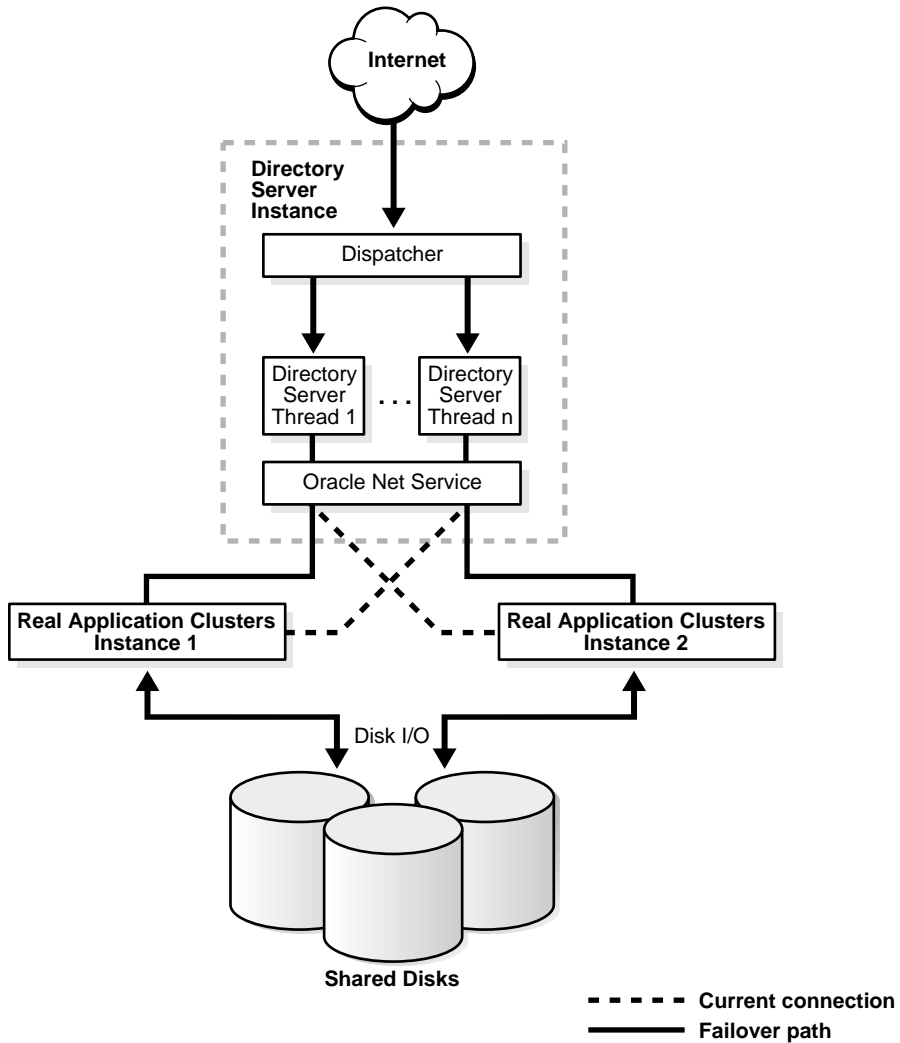 Internet
Directory
Server
Instance
Dispatcher
Directory
Server
Thread 1
. . .
Directory
Server
Thread n
Oracle Net Service
Real Application Clusters
Instance 1
Real Application Clusters
Instance 2
Disk I/O
Shared Disks
Current connection
Failover path